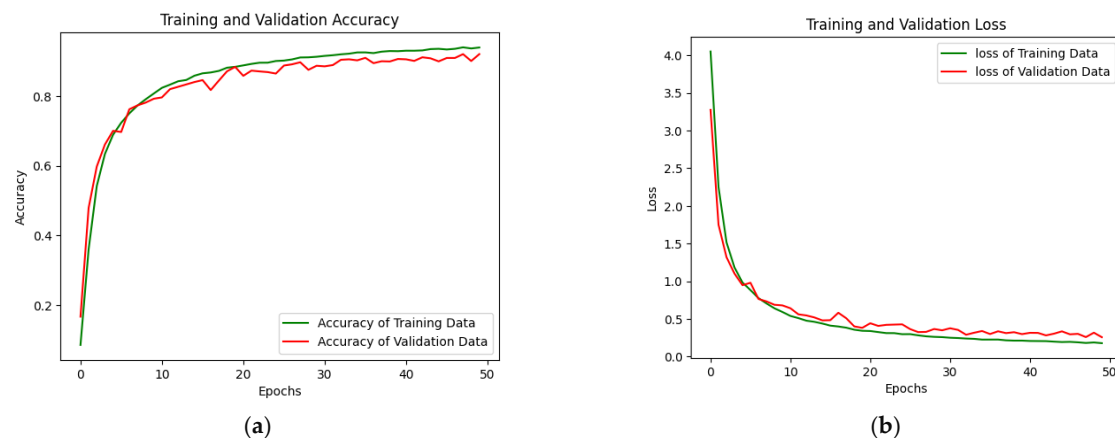 Training and Validation Accuracy
Accuracy
0.8
0.6
0.4
0.2
Accuracy of Training Data
Accuracy of Validation Data
0
10
20
30
40
50
Epochs
(a)
Training and Validation Loss
Loss
4.0
3.5
3.0
2.5
2.0
1.5
1.0
0.5
0.0
loss of Training Data
loss of Validation Data
0
10
20
30
40
50
Epochs
(b)